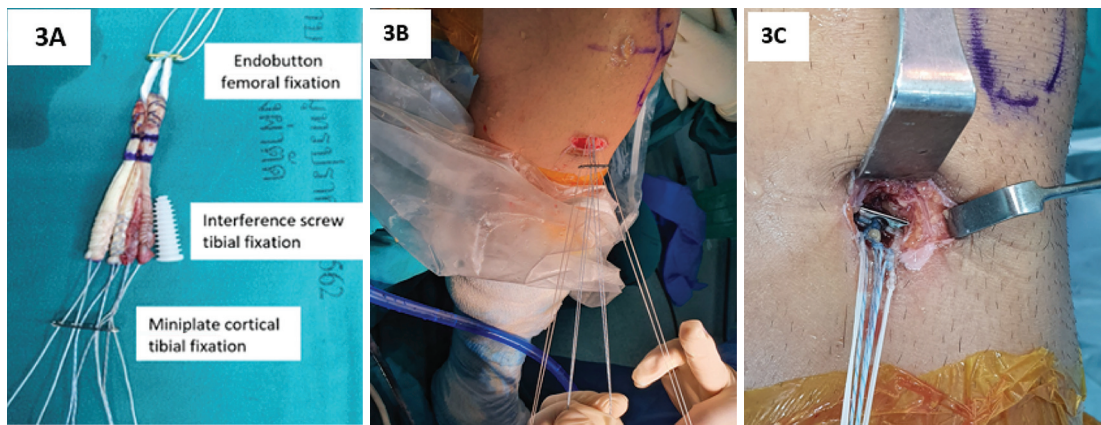 3A
Endobutton
femoral fixation
Interference screw
tibial fixation
Miniplate cortical
tibial fixation
3B
3C